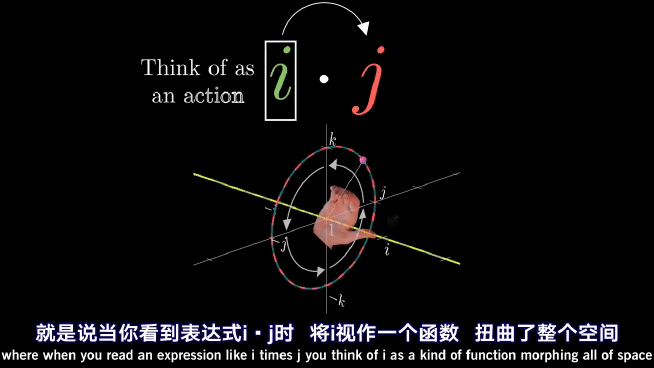 Think of as
an action
i · j
k
j
1
-j
i
-k
就是说当你看到表达式i·j时 将i视作一个函数 扭曲了整个空间
where when you read an expression like i times j you think of i as a kind of function morphing all of space